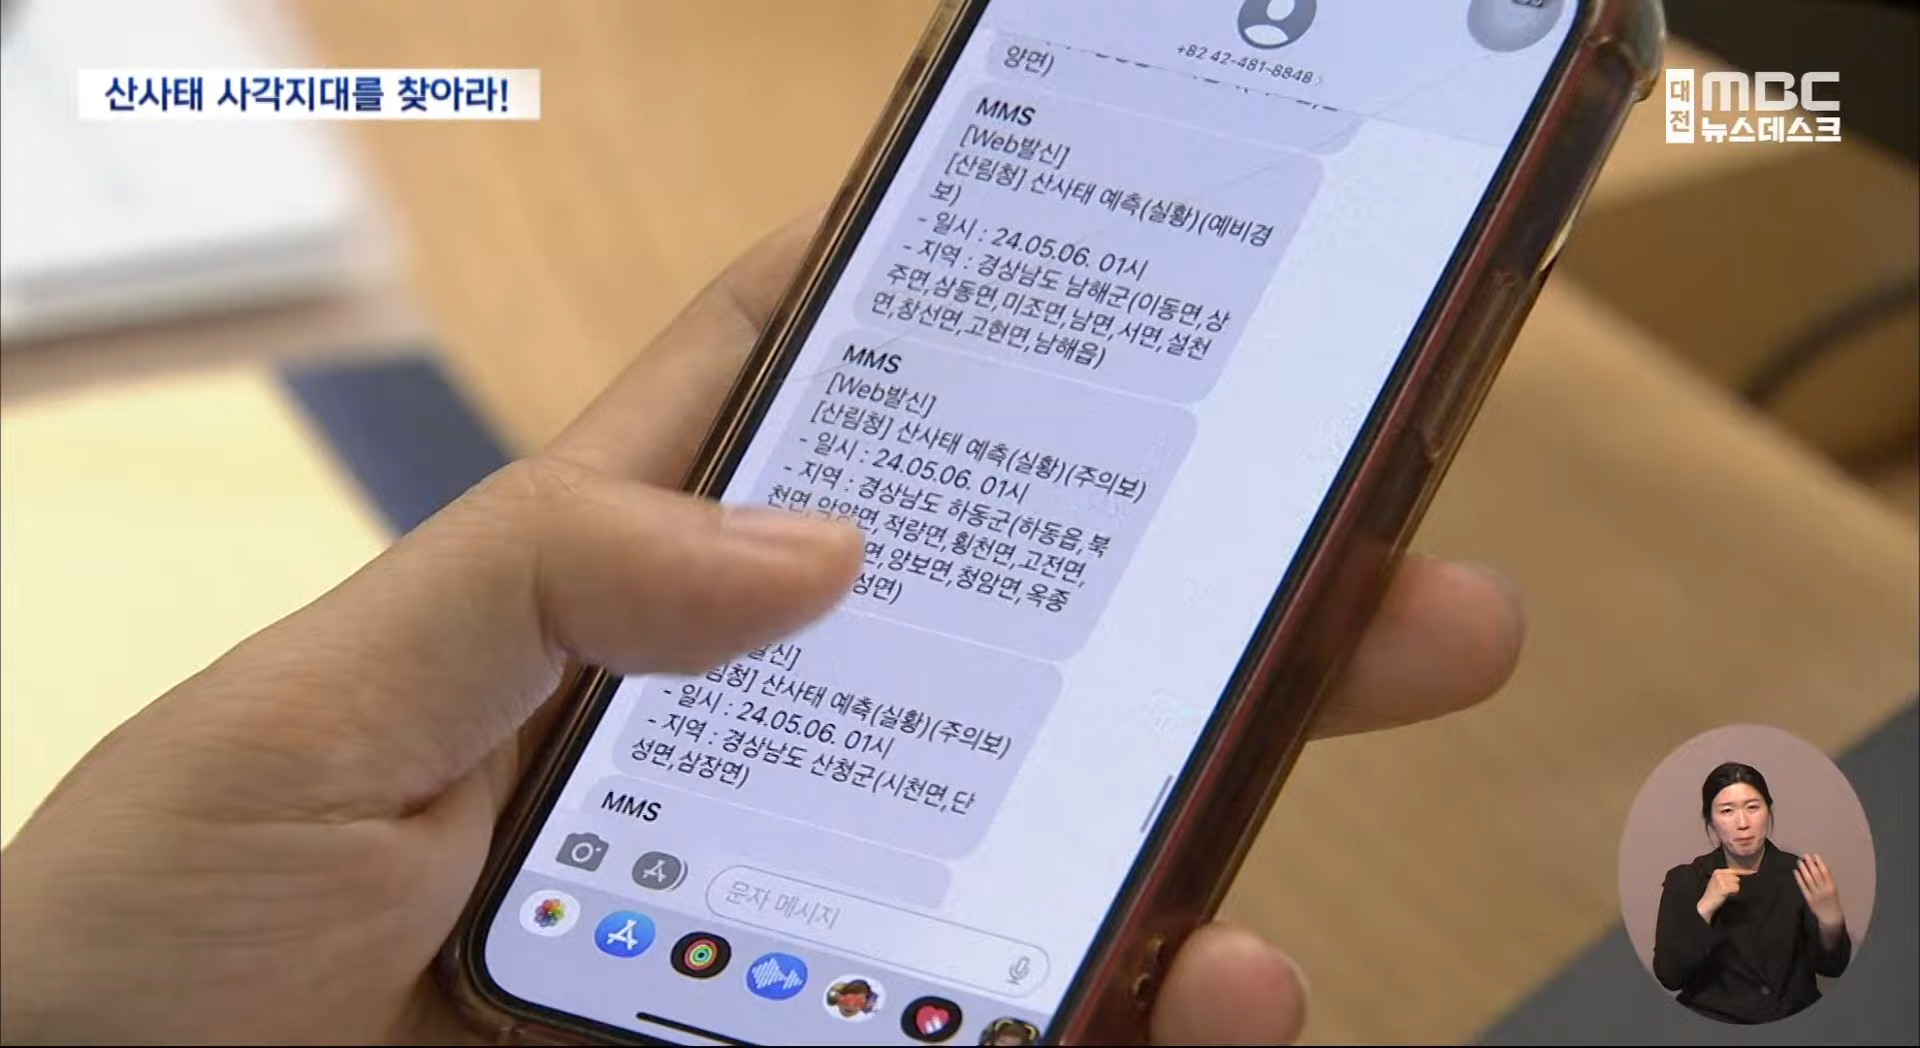 산사태 사각지대를 찾아라!
대전
MBC
뉴스데스크
+82 42-481-8848
양면)
MMS
[Web발신]
[산림청] 산사태 예측(실황)(예비경
보)
- 일시 : 24.05.06. 01시
- 지역 : 경상남도 남해군(이동면,상
주면,삼동면,미조면,남면,서면,설천
면,창선면,고현면,남해읍)
MMS
[Web발신]
[산림청] 산사태 예측(실황)(주의보)
- 일시 : 24.05.06. 01시
- 지역 : 경상남도 하동군(하동읍,북
천면,악양면,적량면,횡천면,고전면,
면,양보면,청암면,옥종
성면)
발신]
림청] 산사태 예측(실황)(주의보)
- 일시 : 24.05.06. 01시
- 지역 : 경상남도 산청군(시천면,단
성면,삼장면)
MMS
문자 메시지